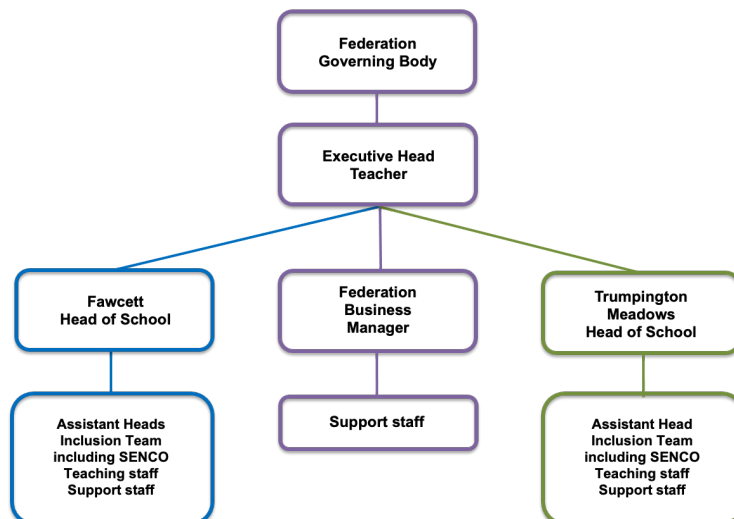 Federation
Governing Body
Executive Head
Teacher
Fawcett
Head of School
Federation
Business
Manager
Trumpington
Meadows
Head of School
Assistant Heads
Inclusion Team
including SENCO
Teaching staff
Support staff
Support staff
Assistant Head
Inclusion Team
including SENCO
Teaching staff
Support staff